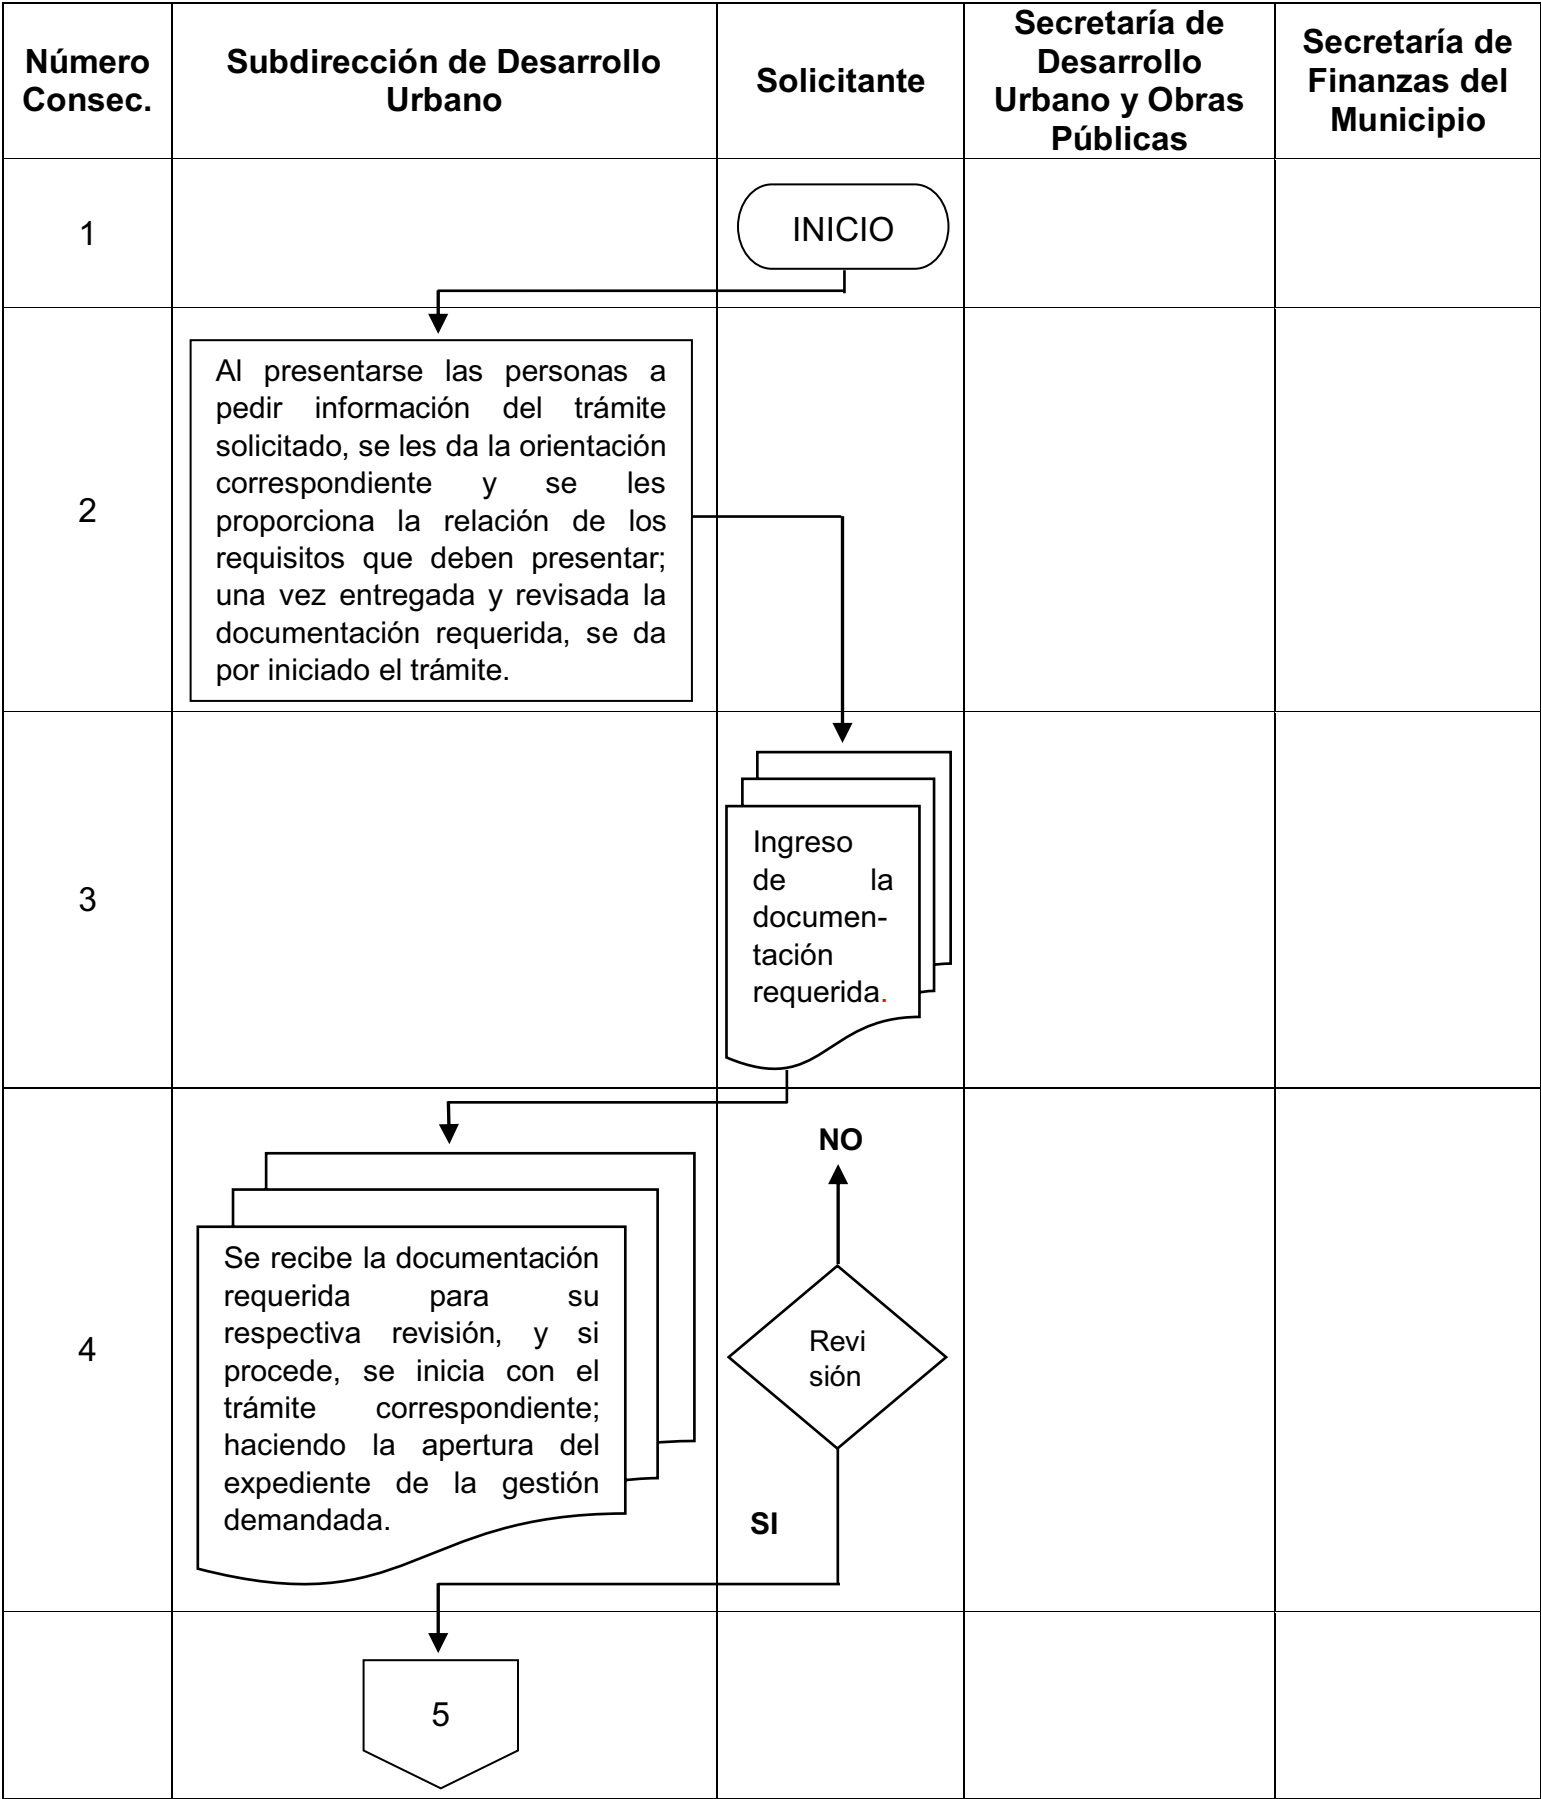 Número
Consec.
Subdirección de Desarrollo
Urbano
Solicitante
Secretaría de
Desarrollo
Urbano y Obras
Públicas
Secretaría de
Finanzas del
Municipio
1
INICIO
2
Al presentarse las personas a
pedir información del trámite
solicitado, se les da la orientación
correspondiente y se les
proporciona la relación de los
requisitos que deben presentar;
una vez entregada y revisada la
documentación requerida, se da
por iniciado el trámite.
3
Ingreso
de la
documen-
tación
requerida.
4
Se recibe la documentación
requerida para su
respectiva revisión, y si
procede, se inicia con el
trámite correspondiente;
haciendo la apertura del
expediente de la gestión
demandada.
NO
Revi
sión
SI
5